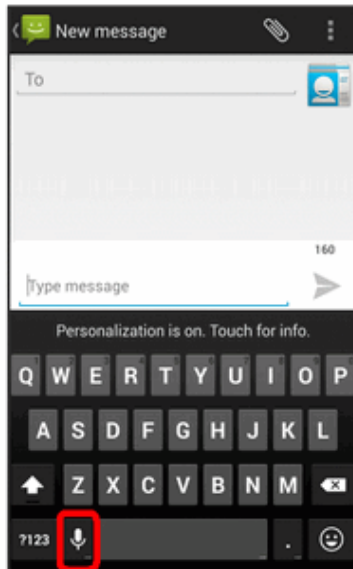 New message
To
160
Type message
Personalization is on. Touch for info.
Q W E R T Y U I O P
A S D F G H J K L
Z X C V B N M
?123 .